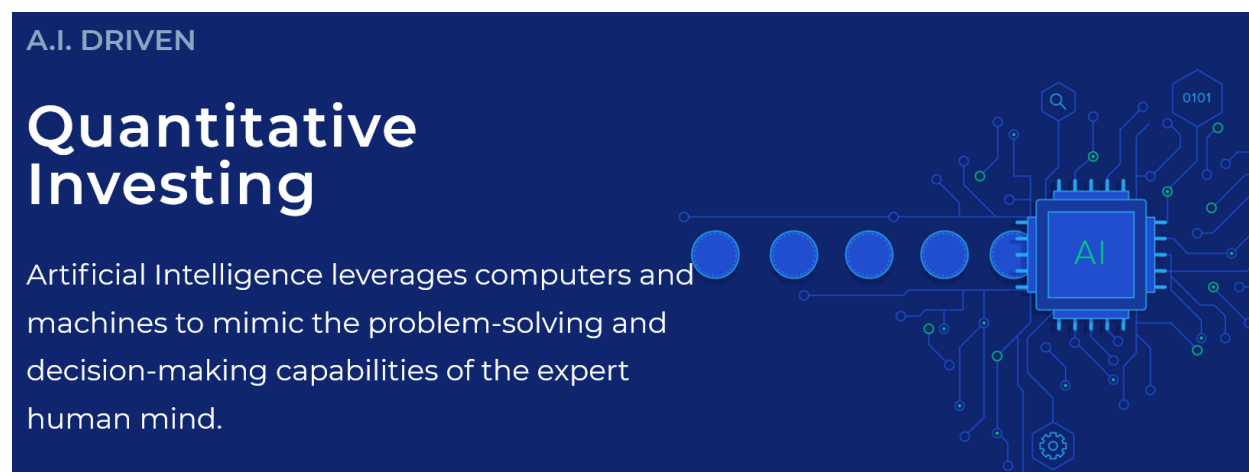 A.I. DRIVEN
Quantitative
Investing
Artificial Intelligence leverages computers and
machines to mimic the problem-solving and
decision-making capabilities of the expert
human mind.
0101
AI